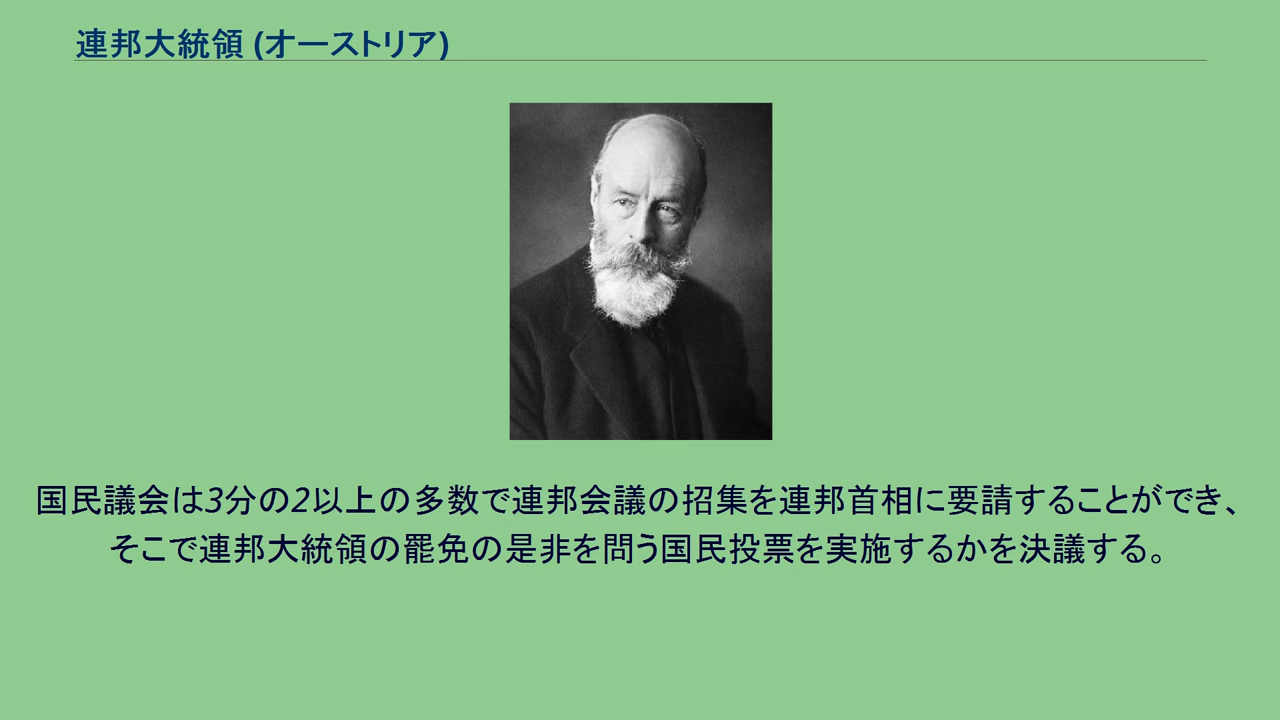 連邦大統領 (オーストリア)
国民議会は3分の2以上の多数で連邦会議の招集を連邦首相に要請することができ、
そこで連邦大統領の罷免の是非を問う国民投票を実施するかを決議する。